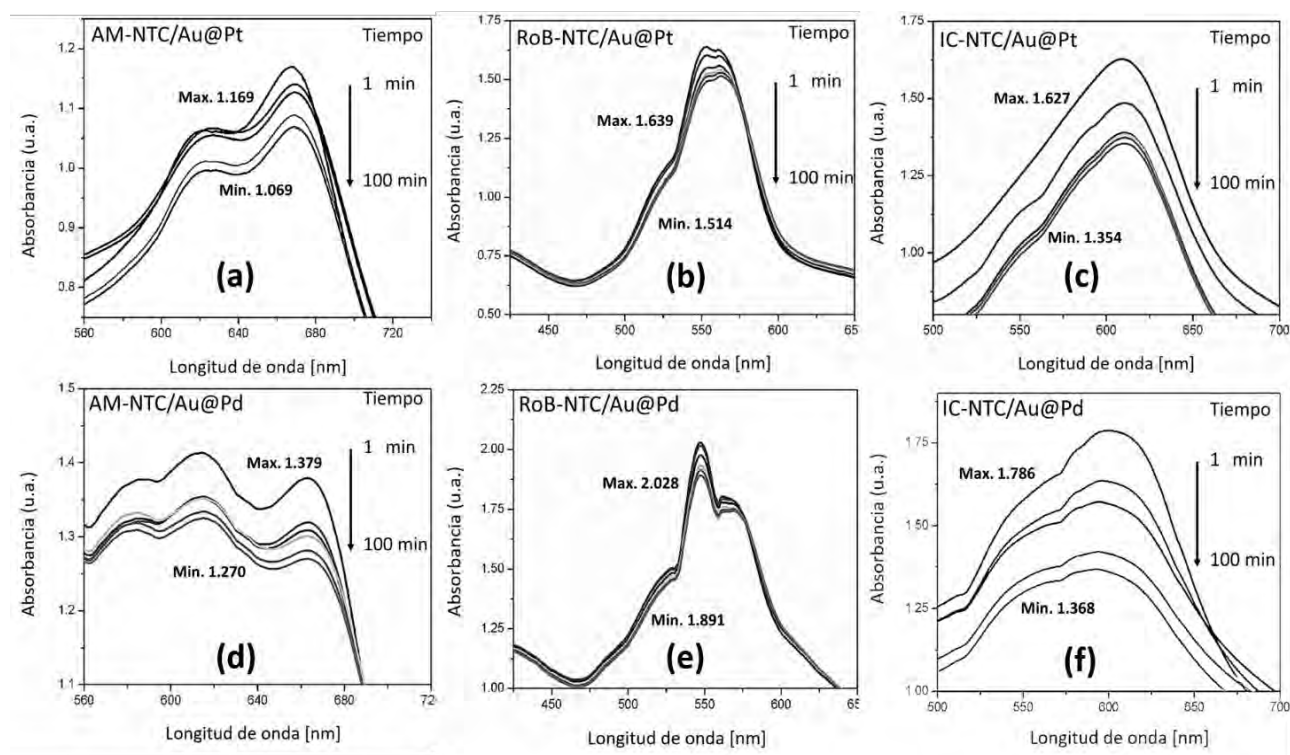 AM-NTC/Au@Pt
Tiempo
1 min
100 min
Max. 1.169
Min. 1.069
(a)
Absorbancia (u.a.)
1.2
1.1
1.0
0.9
0.8
560 600 640 680 720
Longitud de onda [nm]
RoB-NTC/Au@Pt
Tiempo
1 min
100 min
Max. 1.639
Min. 1.514
(b)
Absorbancia (u.a.)
1.75
1.50
1.25
1.00
0.75
0.50
450 500 550 600 65
Longitud de onda [nm]
IC-NTC/Au@Pt
Tiempo
1 min
100 min
Max. 1.627
Min. 1.354
(c)
Absorbancia (u.a.)
1.75
1.50
1.25
1.00
500 550 600 650 700
Longitud de onda [nm]
AM-NTC/Au@Pd
Tiempo
1 min
100 min
Max. 1.379
Min. 1.270
(d)
Absorbancia (u.a.)
1.5
1.4
1.3
1.2
1.1
560 600 640 680 72
Longitud de onda [nm]
RoB-NTC/Au@Pd
Tiempo
1 min
100 min
Max. 2.028
Min. 1.891
(e)
Absorbancia (u.a.)
2.25
2.00
1.75
1.50
1.25
1.00
450 500 550 600 65
Longitud de onda [nm]
IC-NTC/Au@Pd
Tiempo
1 min
100 min
Max. 1.786
Min. 1.368
(f)
Absorbancia (u.a.)
1.75
1.50
1.25
1.00
500 550 600 650 700
Longitud de onda [nm]